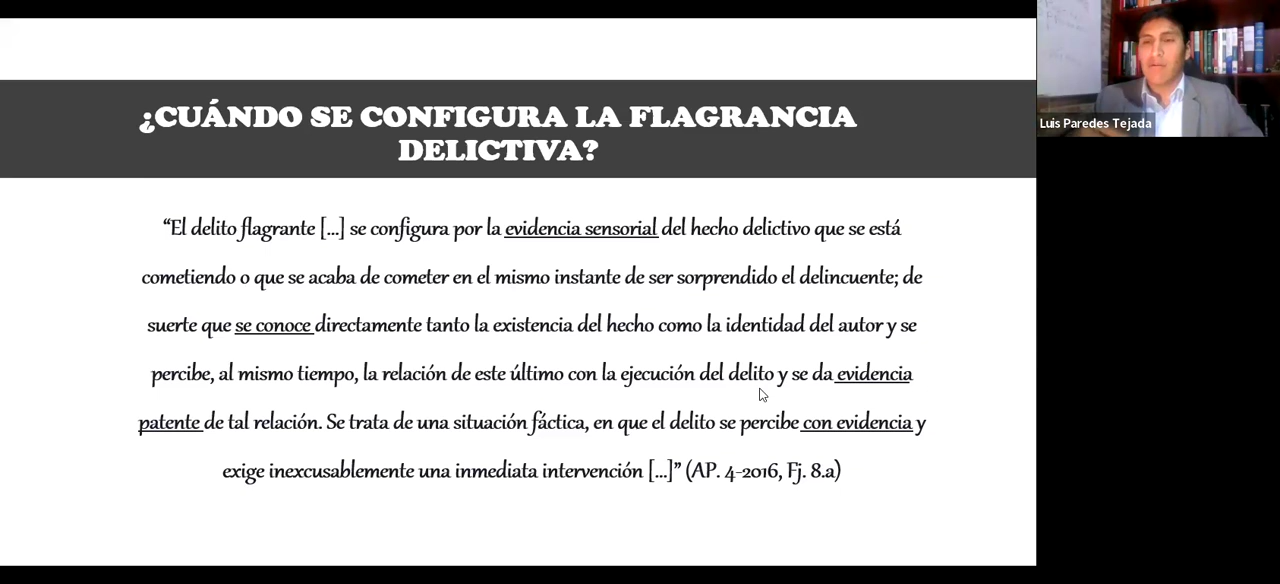 ¿CUÁNDO SE CONFIGURA LA FLAGRANCIA
DELICTIVA?
“El delito flagrante [...] se configura por la evidencia sensorial del hecho delictivo que se está
cometiendo o que se acaba de cometer en el mismo instante de ser sorprendido el delincuente; de
suerte que se conoce directamente tanto la existencia del hecho como la identidad del autor y se
percibe, al mismo tiempo, la relación de este último con la ejecución del delito y se da evidencia
patente de tal relación. Se trata de una situación fáctica, en que el delito se percibe con evidencia y
exige inexcusablemente una inmediata intervención [...]” (AP. 4-2016, Fj. 8.a)
Luis Paredes Tejada